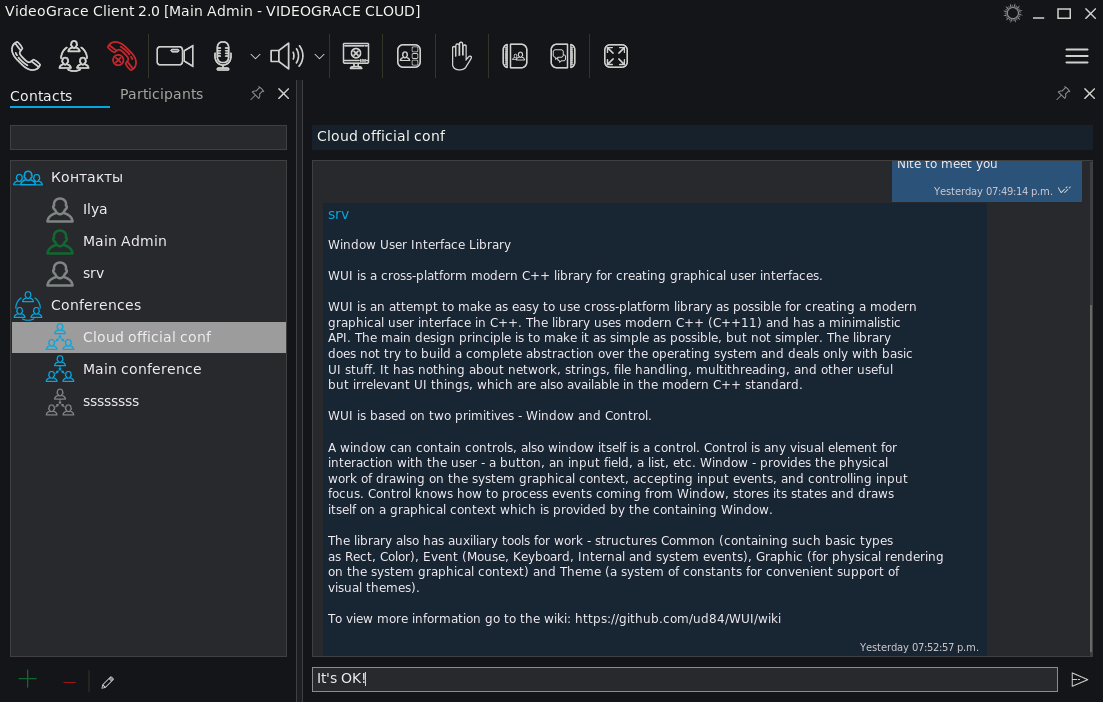 VideoGrace Client 2.0 [Main Admin - VIDEOGRACE CLOUD]
Contacts
Participants
Контакты
Ilya
Main Admin
srv
Conferences
Cloud official conf
Main conference
ssssssss
Cloud official conf
Nite to meet you
Yesterday 07:49:14 p.m.
srv
Window User Interface Library
WUI is a cross-platform modern C++ library for creating graphical user interfaces.
WUI is an attempt to make as easy to use cross-platform library as possible for creating a modern
graphical user interface in C++. The library uses modern C++ (C++11) and has a minimalistic
API. The main design principle is to make it as simple as possible, but not simpler. The library
does not try to build a complete abstraction over the operating system and deals only with basic
UI stuff. It has nothing about network, strings, file handling, multithreading, and other useful
but irrelevant UI things, which are also available in the modern C++ standard.
WUI is based on two primitives - Window and Control.
A window can contain controls, also window itself is a control. Control is any visual element for
interaction with the user - a button, an input field, a list, etc. Window - provides the physical
work of drawing on the system graphical context, accepting input events, and controlling input
focus. Control knows how to process events coming from Window, stores its states and draws
itself on a graphical context which is provided by the containing Window.
The library also has auxiliary tools for work - structures Common (containing such basic types
as Rect, Color), Event (Mouse, Keyboard, Internal and system events), Graphic (for physical rendering
on the system graphical context) and Theme (a system of constants for convenient support of
visual themes).
To view more information go to the wiki: https://github.com/ud84/WUI/wiki
Yesterday 07:52:57 p.m.
It's OK!